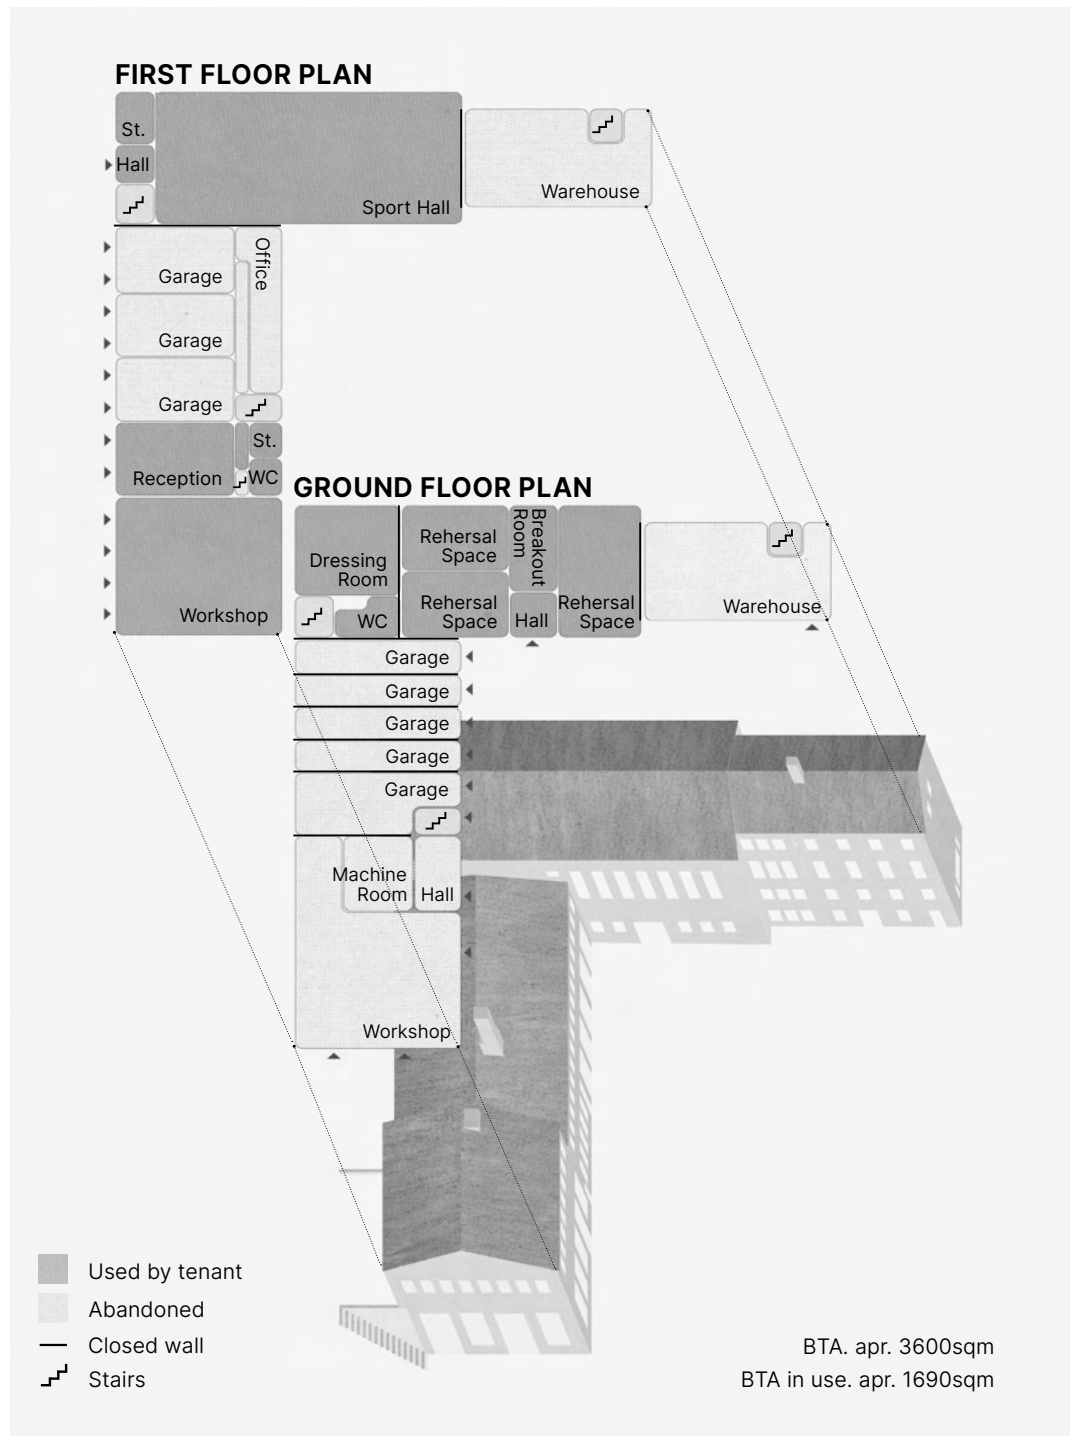 FIRST FLOOR PLAN
St.
Hall
Sport Hall
Warehouse
Office
Garage
Garage
Garage
St.
Reception
WC
Workshop
GROUND FLOOR PLAN
Dressing
Room
WC
Rehersal
Space
Rehersal
Space
Breakout
Room
Hall
Rehersal
Space
Warehouse
Garage
Garage
Garage
Garage
Garage
Machine
Room
Hall
Workshop
Used by tenant
Abandoned
Closed wall
Stairs
BTA. apr. 3600sqm
BTA in use. apr. 1690sqm